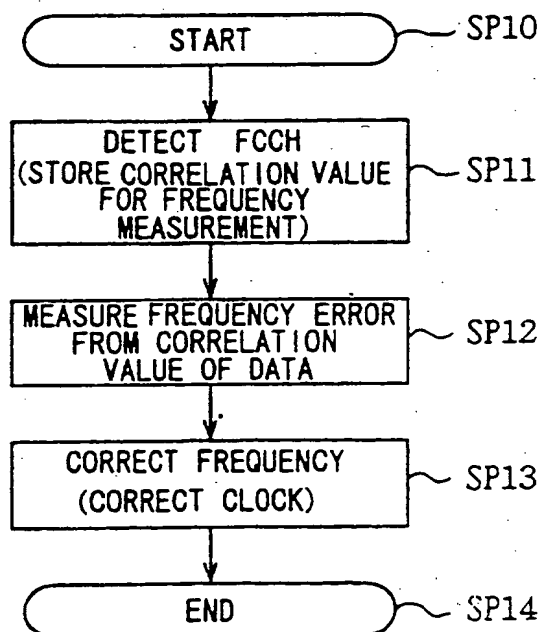 START SP10
DETECT FCCH
(STORE CORRELATION VALUE
FOR FREQUENCY
MEASUREMENT) SP11
MEASURE FREQUENCY ERROR
FROM CORRELATION
VALUE OF DATA SP12
CORRECT FREQUENCY
(CORRECT CLOCK) SP13
END SP14